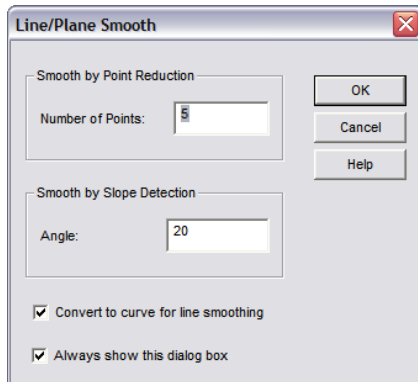 Line/Plane Smooth
Smooth by Point Reduction
Number of Points: 5
OK
Cancel
Help
Smooth by Slope Detection
Angle: 20
Convert to curve for line smoothing
Always show this dialog box